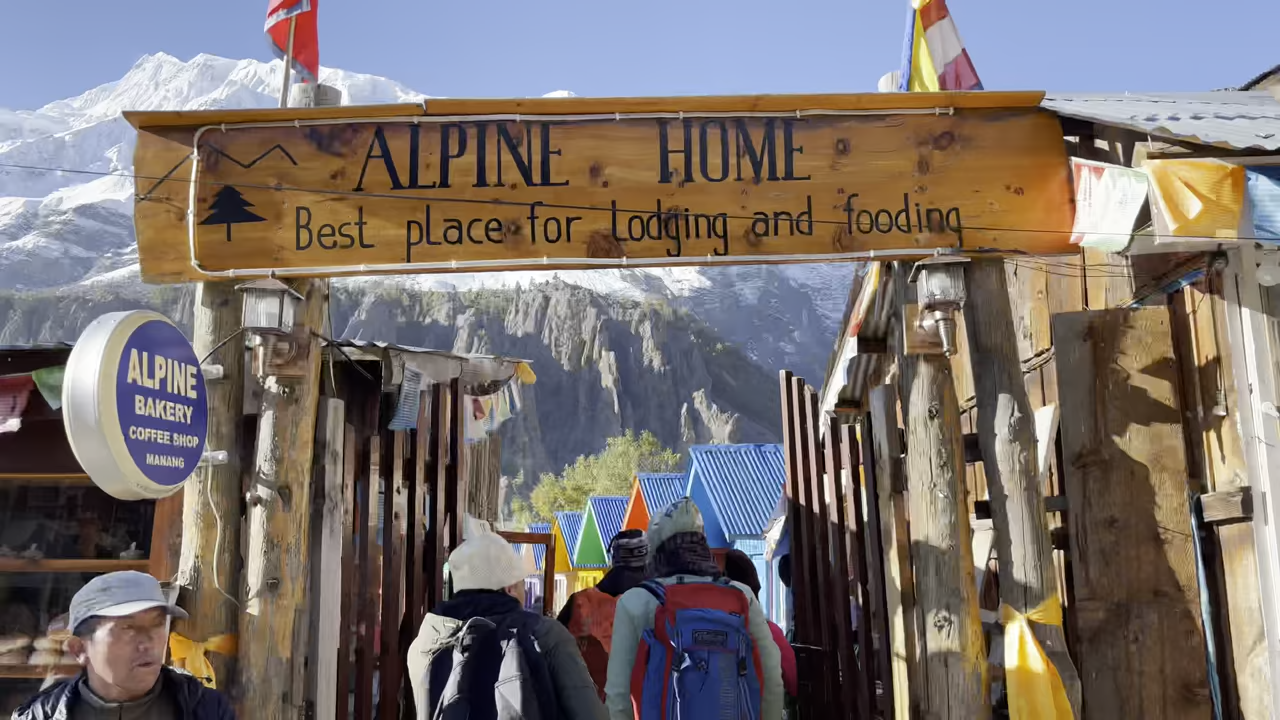 ALPINE HOME
Best place for Lodging and fooding
ALPINE
BAKERY
COFFEE SHOP
MANANG